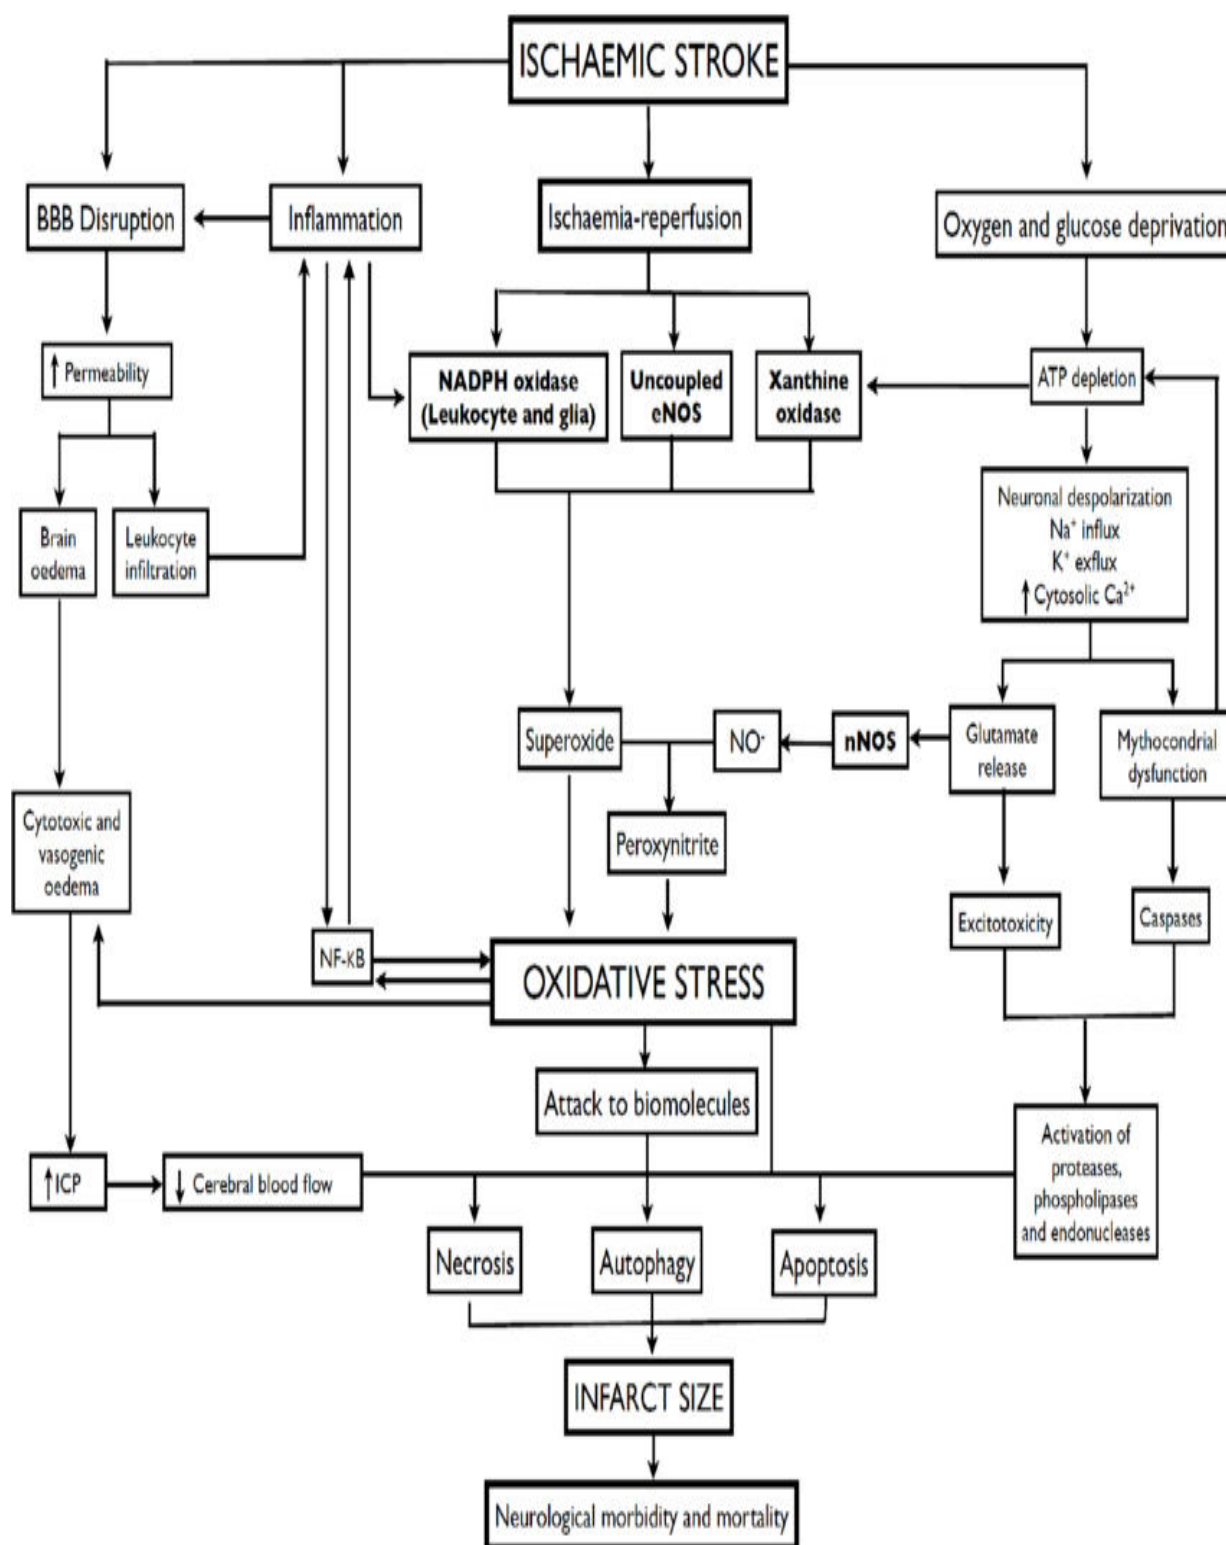 ISCHAEMIC STROKE
BBB Disruption
Inflammation
Ischaemia-reperfusion
Oxygen and glucose deprivation
↑ Permeability
NADPH oxidase
(Leukocyte and glia)
Uncoupled
eNOS
Xanthine
oxidase
ATP depletion
Neuronal despolarization
Na⁺ influx
K⁺ exflux
↑ Cytosolic Ca²⁺
Brain
oedema
Leukocyte
infiltration
Superoxide
NO⁻
nNOS
Glutamate
release
Mythocondrial
dysfunction
Cytotoxic and
vasogenic
oedema
Peroxynitrite
Excitotoxicity
Caspases
NF-κB
OXIDATIVE STRESS
Attack to biomolecules
Activation of
proteases,
phospholipases
and endonucleases
↑ ICP
↓ Cerebral blood flow
Necrosis
Autophagy
Apoptosis
INFARCT SIZE
Neurological morbidity and mortality